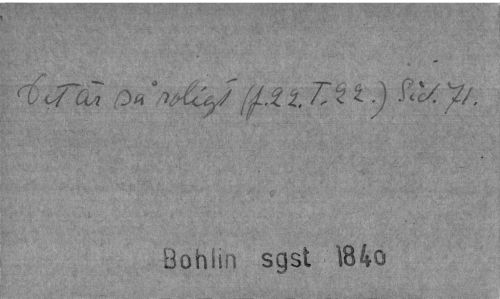 Det är så roligt (f.22. T.22.) Sid. 71.
Bohlin sgst 1840